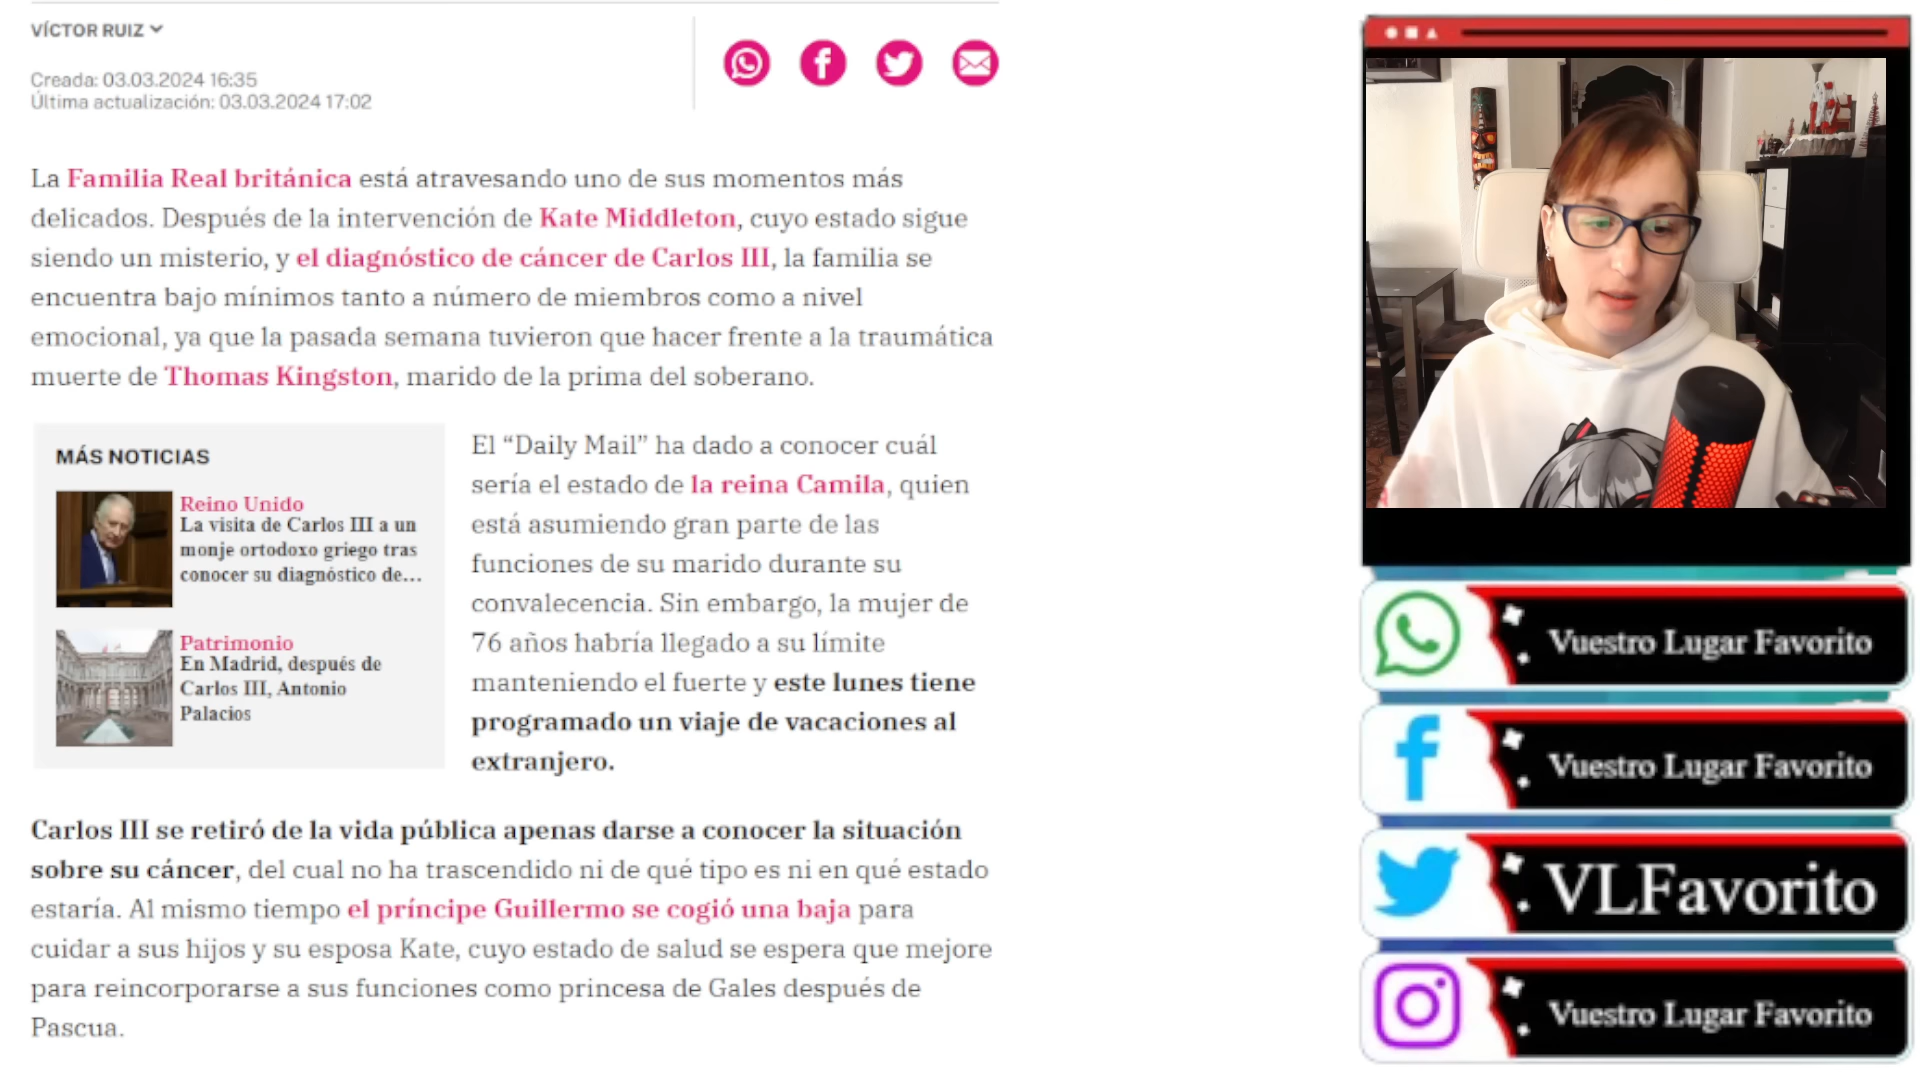 VÍCTOR RUIZ
Creada: 03.03.2024 16:35
Última actualización: 03.03.2024 17:02
La Familia Real británica está atravesando uno de sus momentos más
delicados. Después de la intervención de Kate Middleton, cuyo estado sigue
siendo un misterio, y el diagnóstico de cáncer de Carlos III, la familia se
encuentra bajo mínimos tanto a número de miembros como a nivel
emocional, ya que la pasada semana tuvieron que hacer frente a la traumática
muerte de Thomas Kingston, marido de la prima del soberano.
MÁS NOTICIAS
Reino Unido
La visita de Carlos III a un
monje ortodoxo griego tras
conocer su diagnóstico de...
Patrimonio
En Madrid, después de
Carlos III, Antonio
Palacios
El “Daily Mail” ha dado a conocer cuál
sería el estado de la reina Camila, quien
está asumiendo gran parte de las
funciones de su marido durante su
convalecencia. Sin embargo, la mujer de
76 años habría llegado a su límite
manteniendo el fuerte y este lunes tiene
programado un viaje de vacaciones al
extranjero.
Carlos III se retiró de la vida pública apenas darse a conocer la situación
sobre su cáncer, del cual no ha trascendido ni de qué tipo es ni en qué estado
estaría. Al mismo tiempo el príncipe Guillermo se cogió una baja para
cuidar a sus hijos y su esposa Kate, cuyo estado de salud se espera que mejore
para reincorporarse a sus funciones como princesa de Gales después de
Pascua.
Vuestro Lugar Favorito
Vuestro Lugar Favorito
VLFavorito
Vuestro Lugar Favorito